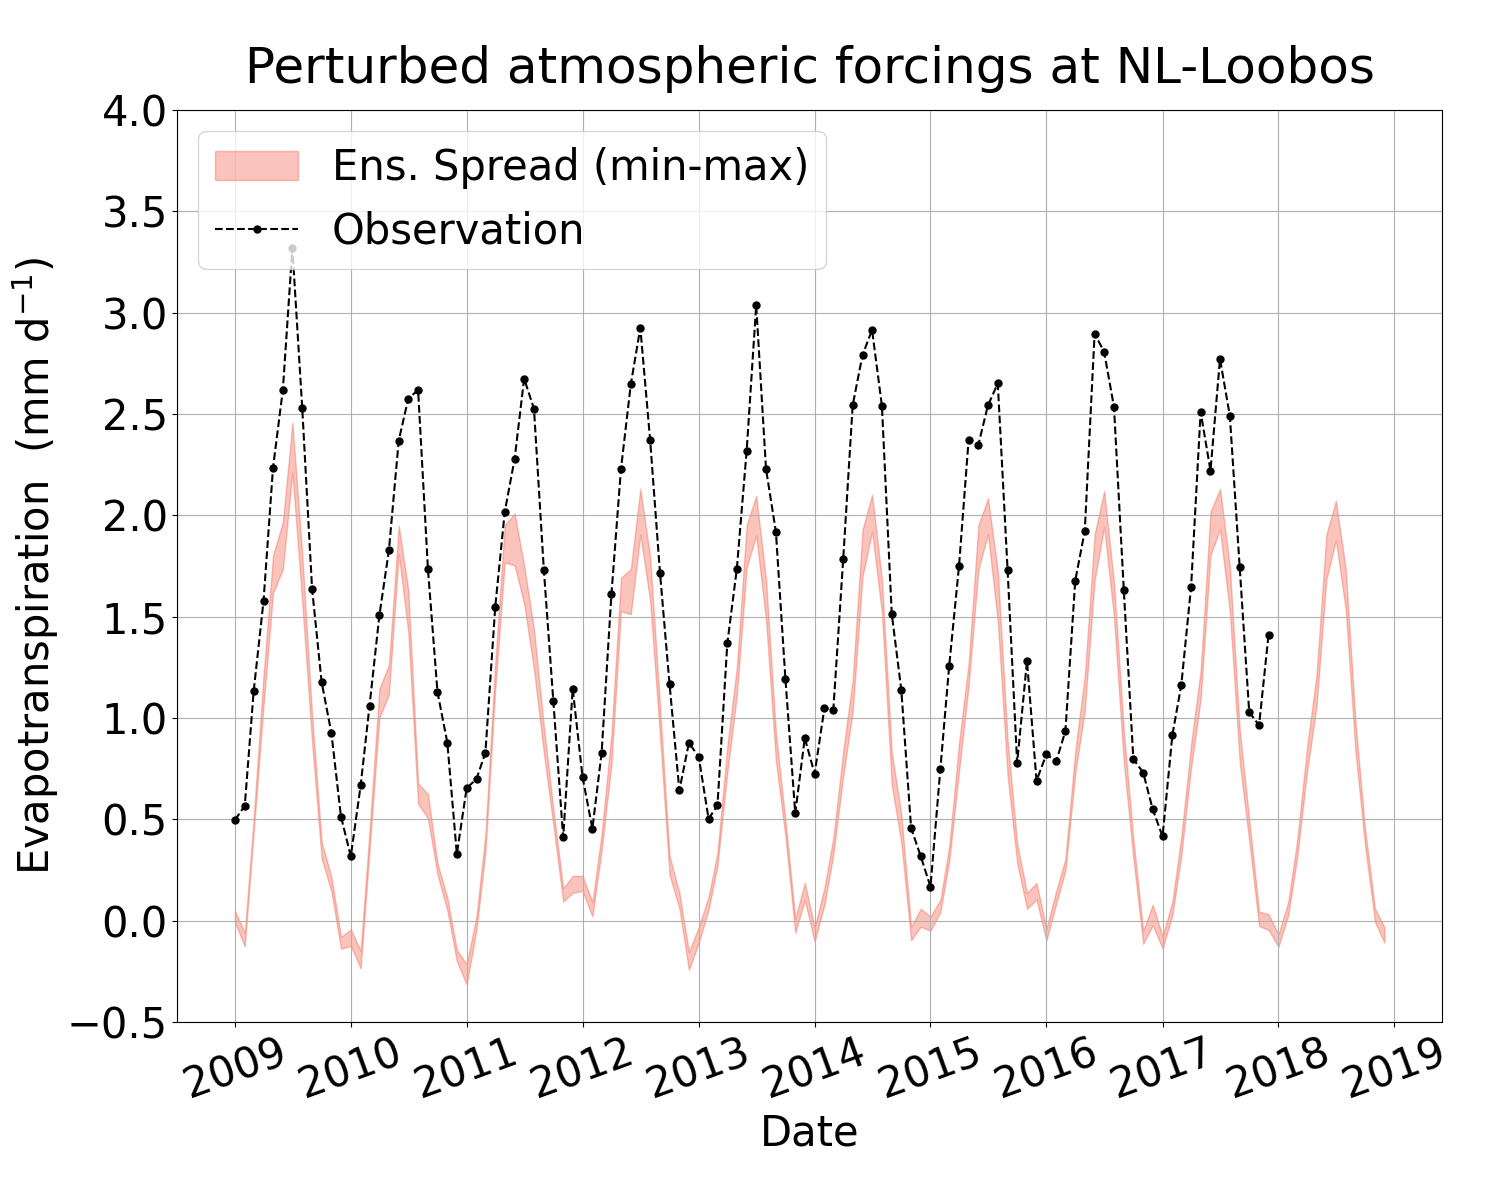 Perturbed atmospheric forcings at NL-Loobos
Ens. Spread (min-max)
Observation
Evapotranspiration (mm d⁻¹)
4.0
3.5
3.0
2.5
2.0
1.5
1.0
0.5
0.0
−0.5
2009 2010 2011 2012 2013 2014 2015 2016 2017 2018 2019
Date